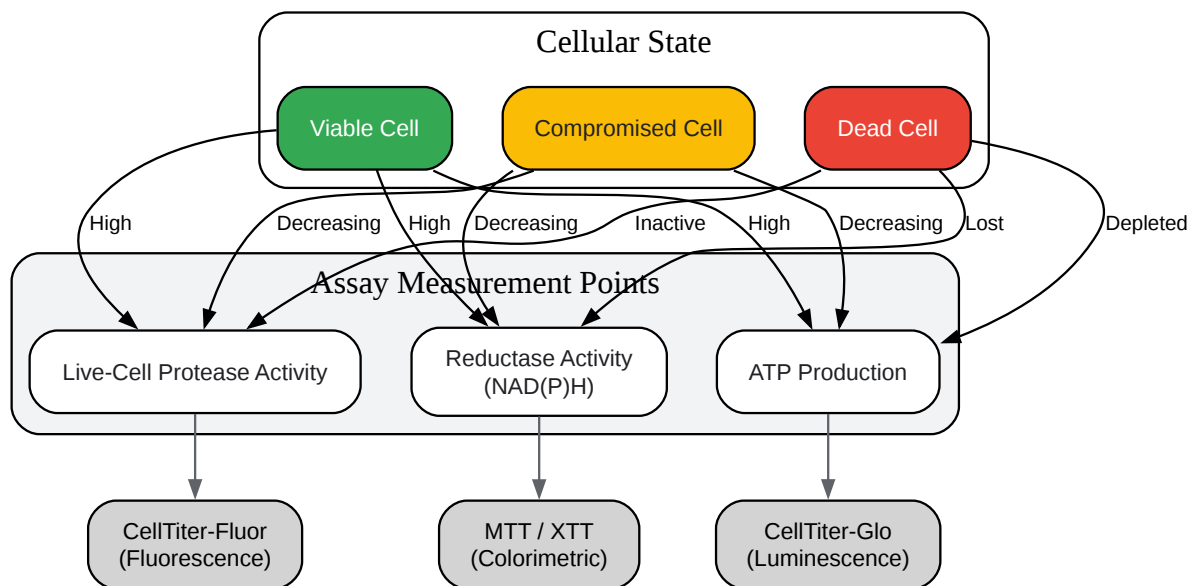 Cellular State
Viable Cell
Compromised Cell
Dead Cell
High
Decreasing
High
Decreasing
Inactive
High
Decreasing
Lost
Depleted
Assay Measurement Points
Live-Cell Protease Activity
Reductase Activity
(NAD(P)H)
ATP Production
CellTiter-Fluor
(Fluorescence)
MTT / XTT
(Colorimetric)
CellTiter-Glo
(Luminescence)